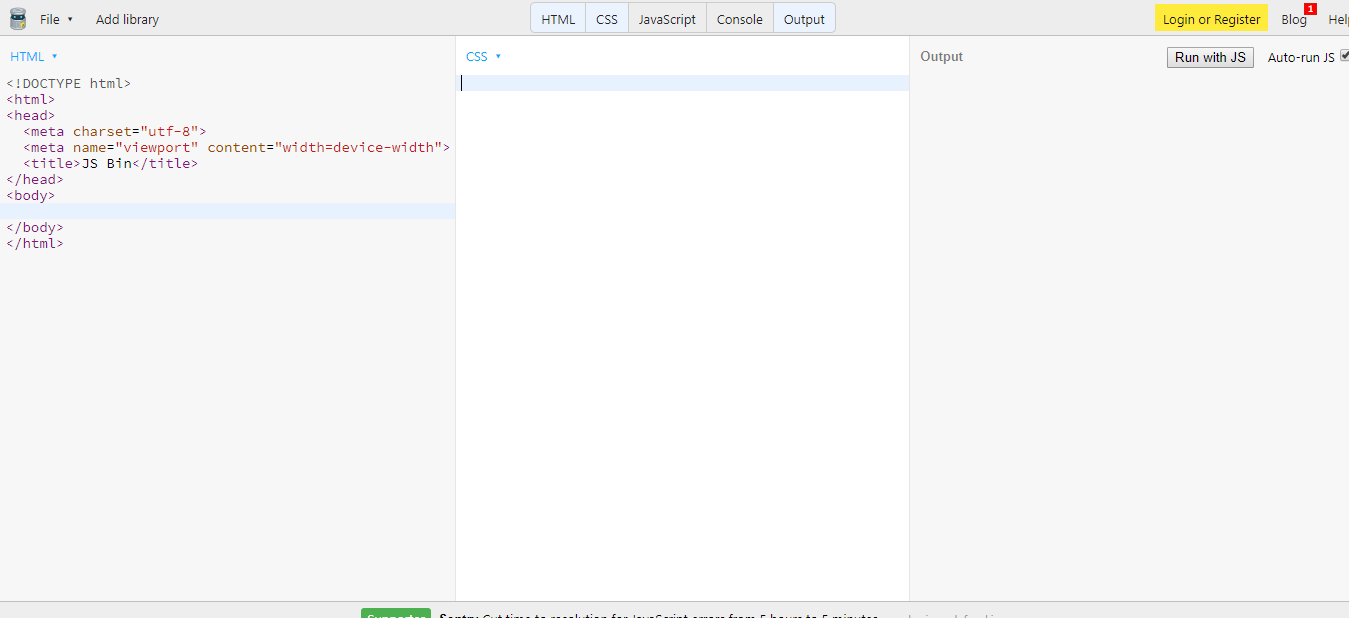 File ▾ Add library HTML CSS JavaScript Console Output Login or Register Blog 1
HTML ▾
<!DOCTYPE html>
<html>
<head>
  <meta charset="utf-8">
  <meta name="viewport" content="width=device-width">
  <title>JS Bin</title>
</head>
<body>
</body>
</html>
CSS ▾
Output Run with JS Auto-run JS
Sentry Cut time to resolution for JavaScript errors from 5 hours to 5 minutes